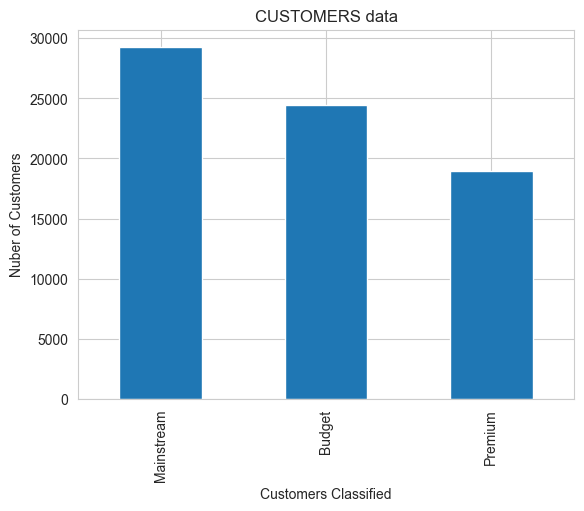 CUSTOMERS data
30000
25000
20000
15000
10000
5000
0
Nuber of Customers
Mainstream
Budget
Premium
Customers Classified